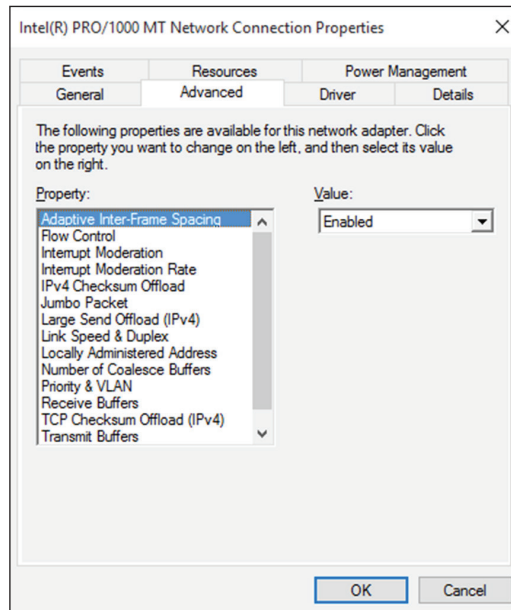 Intel(R) PRO/1000 MT Network Connection Properties
Events Resources Power Management
General Advanced Driver Details
The following properties are available for this network adapter. Click
the property you want to change on the left, and then select its value
on the right.
Property: Value:
Adaptive Inter-Frame Spacing Enabled
Flow Control
Interrupt Moderation
Interrupt Moderation Rate
IPv4 Checksum Offload
Jumbo Packet
Large Send Offload (IPv4)
Link Speed & Duplex
Locally Administered Address
Number of Coalesce Buffers
Priority & VLAN
Receive Buffers
TCP Checksum Offload (IPv4)
Transmit Buffers
OK Cancel